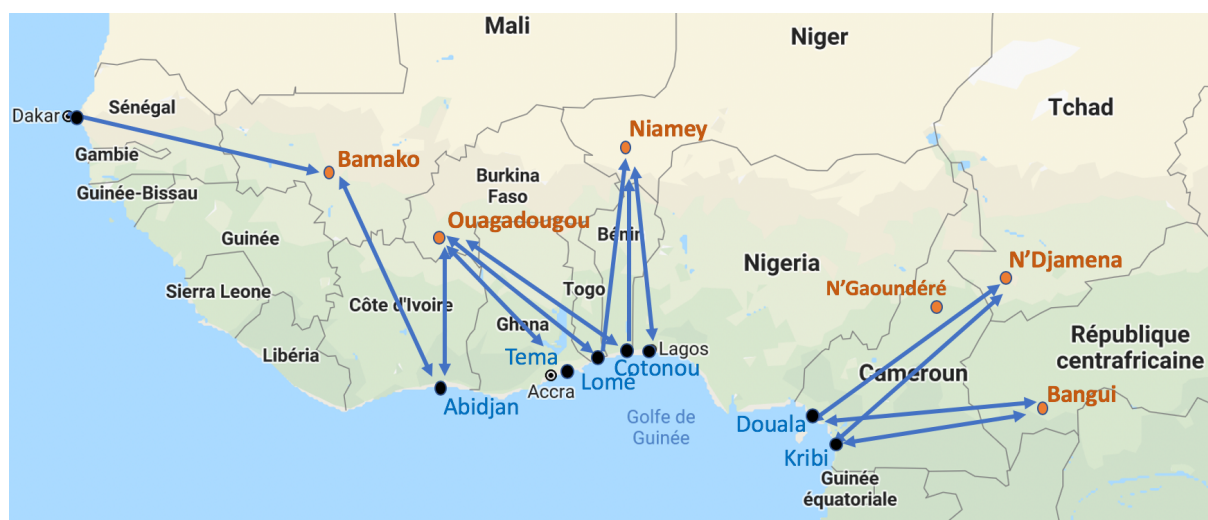 Mali
Niger
Sénégal
Dakar
Tchad
Niamey
Gambie
Bamako
Burkina
Faso
Guinée-Bissau
Ouagadougou
Bénin
Guinée
Nigeria
N'Djamena
N'Gaoundéré
Sierra Leone
Côte d'Ivoire
Togo
Ghana
République
centrafricaine
Libéria
Tema
Lagos
Cotonou
Lomé
Cameroun
Accra
Bangui
Abidjan
Golfe de
Guinée
Douala
Kribi
Guinée
équatoriale